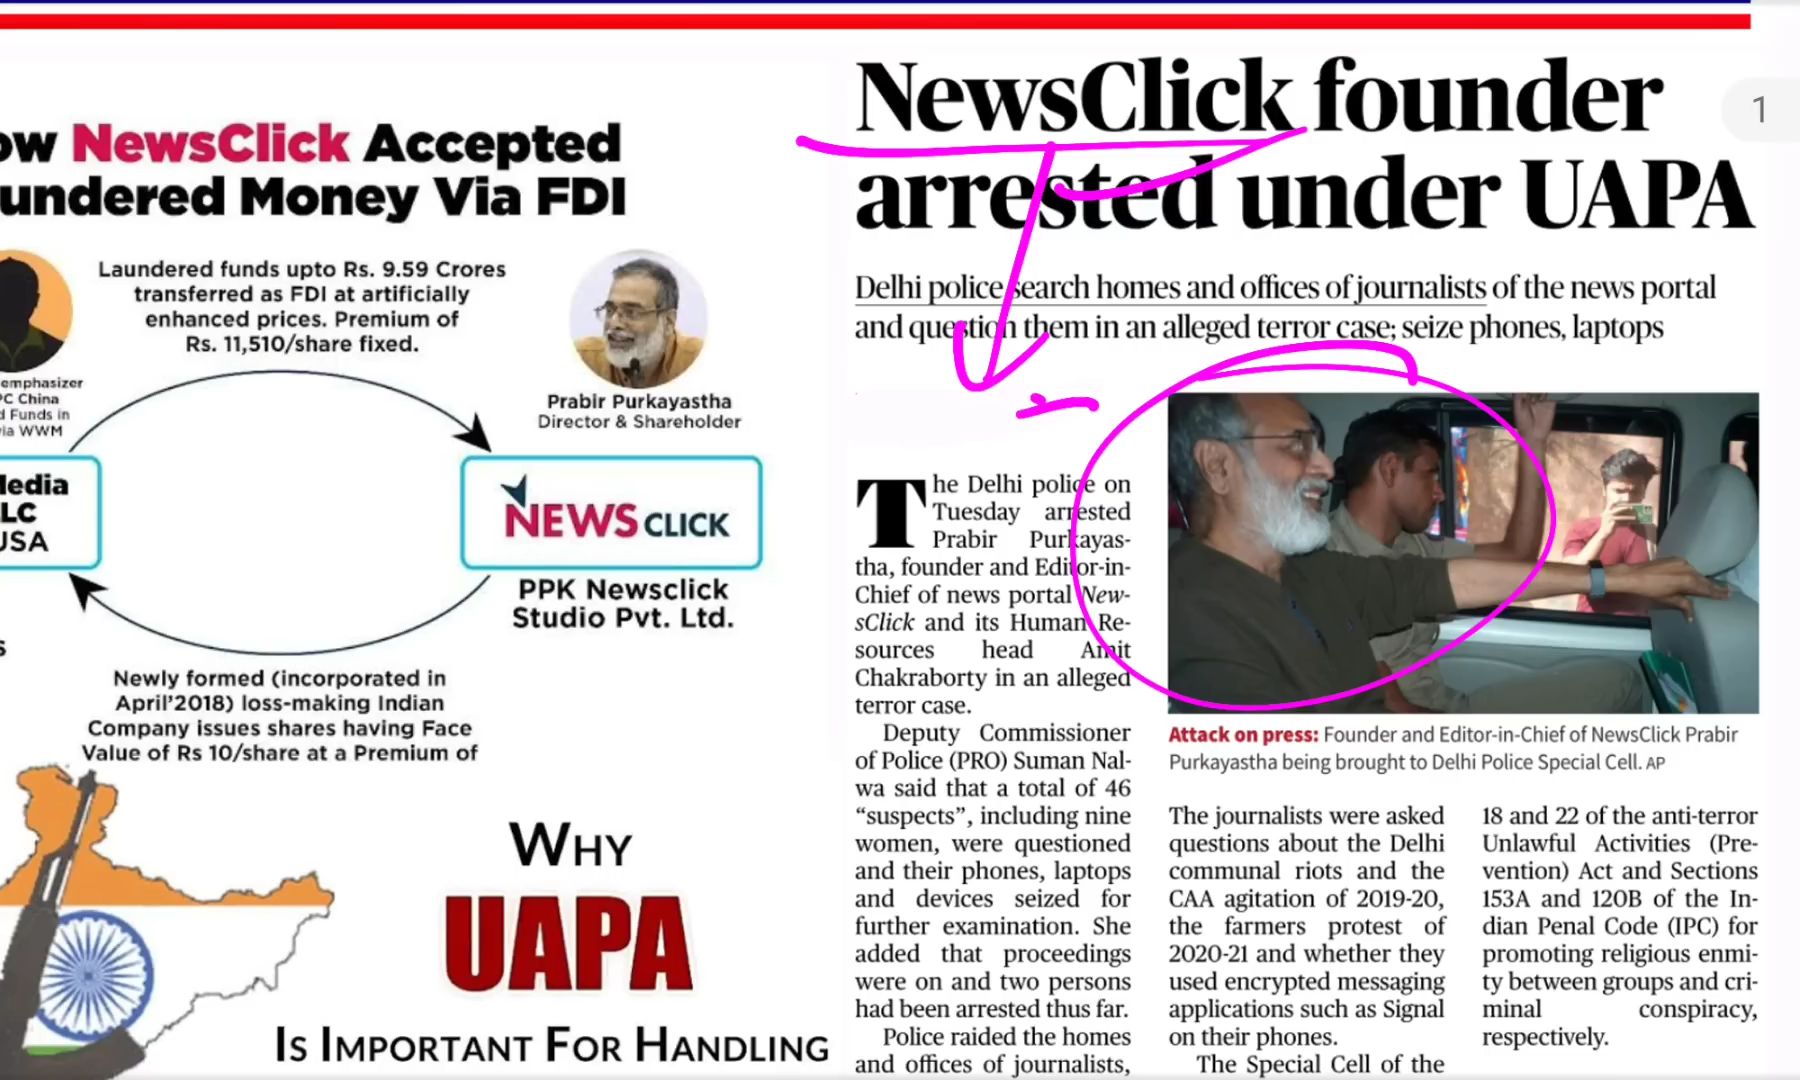 NewsClick Accepted
Money Via FDI
Laundered funds upto Rs. 9.59 Crores
transferred as FDI at artificially
enhanced prices. Premium of
Rs. 11,510/share fixed.
Prabir Purkayastha
Director & Shareholder
China
Funds in
WWM
USA
NEWS CLICK
PPK Newsclick
Studio Pvt. Ltd.
Newly formed (incorporated in
April'2018) loss-making Indian
Company issues shares having Face
Value of Rs 10/share at a Premium of
WHY
UAPA
IS IMPORTANT FOR HANDLING
NewsClick founder
arrested under UAPA
1
Delhi police search homes and offices of journalists of the news portal
and question them in an alleged terror case; seize phones, laptops
The Delhi police on
Tuesday arrested
Prabir Purkayas-
tha, founder and Editor-in-
Chief of news portal New-
sClick and its Human Re-
sources head Amit
Chakraborty in an alleged
terror case.
Deputy Commissioner
of Police (PRO) Suman Nal-
wa said that a total of 46
“suspects”, including nine
women, were questioned
and their phones, laptops
and devices seized for
further examination. She
added that proceedings
were on and two persons
had been arrested thus far.
Police raided the homes
and offices of journalists,
Attack on press: Founder and Editor-in-Chief of NewsClick Prabir
Purkayastha being brought to Delhi Police Special Cell. AP
The journalists were asked
questions about the Delhi
communal riots and the
CAA agitation of 2019-20,
the farmers protest of
2020-21 and whether they
used encrypted messaging
applications such as Signal
on their phones.
The Special Cell of the
18 and 22 of the anti-terror
Unlawful Activities (Pre-
vention) Act and Sections
153A and 120B of the In-
dian Penal Code (IPC) for
promoting religious enmi-
ty between groups and cri-
minal conspiracy,
respectively.